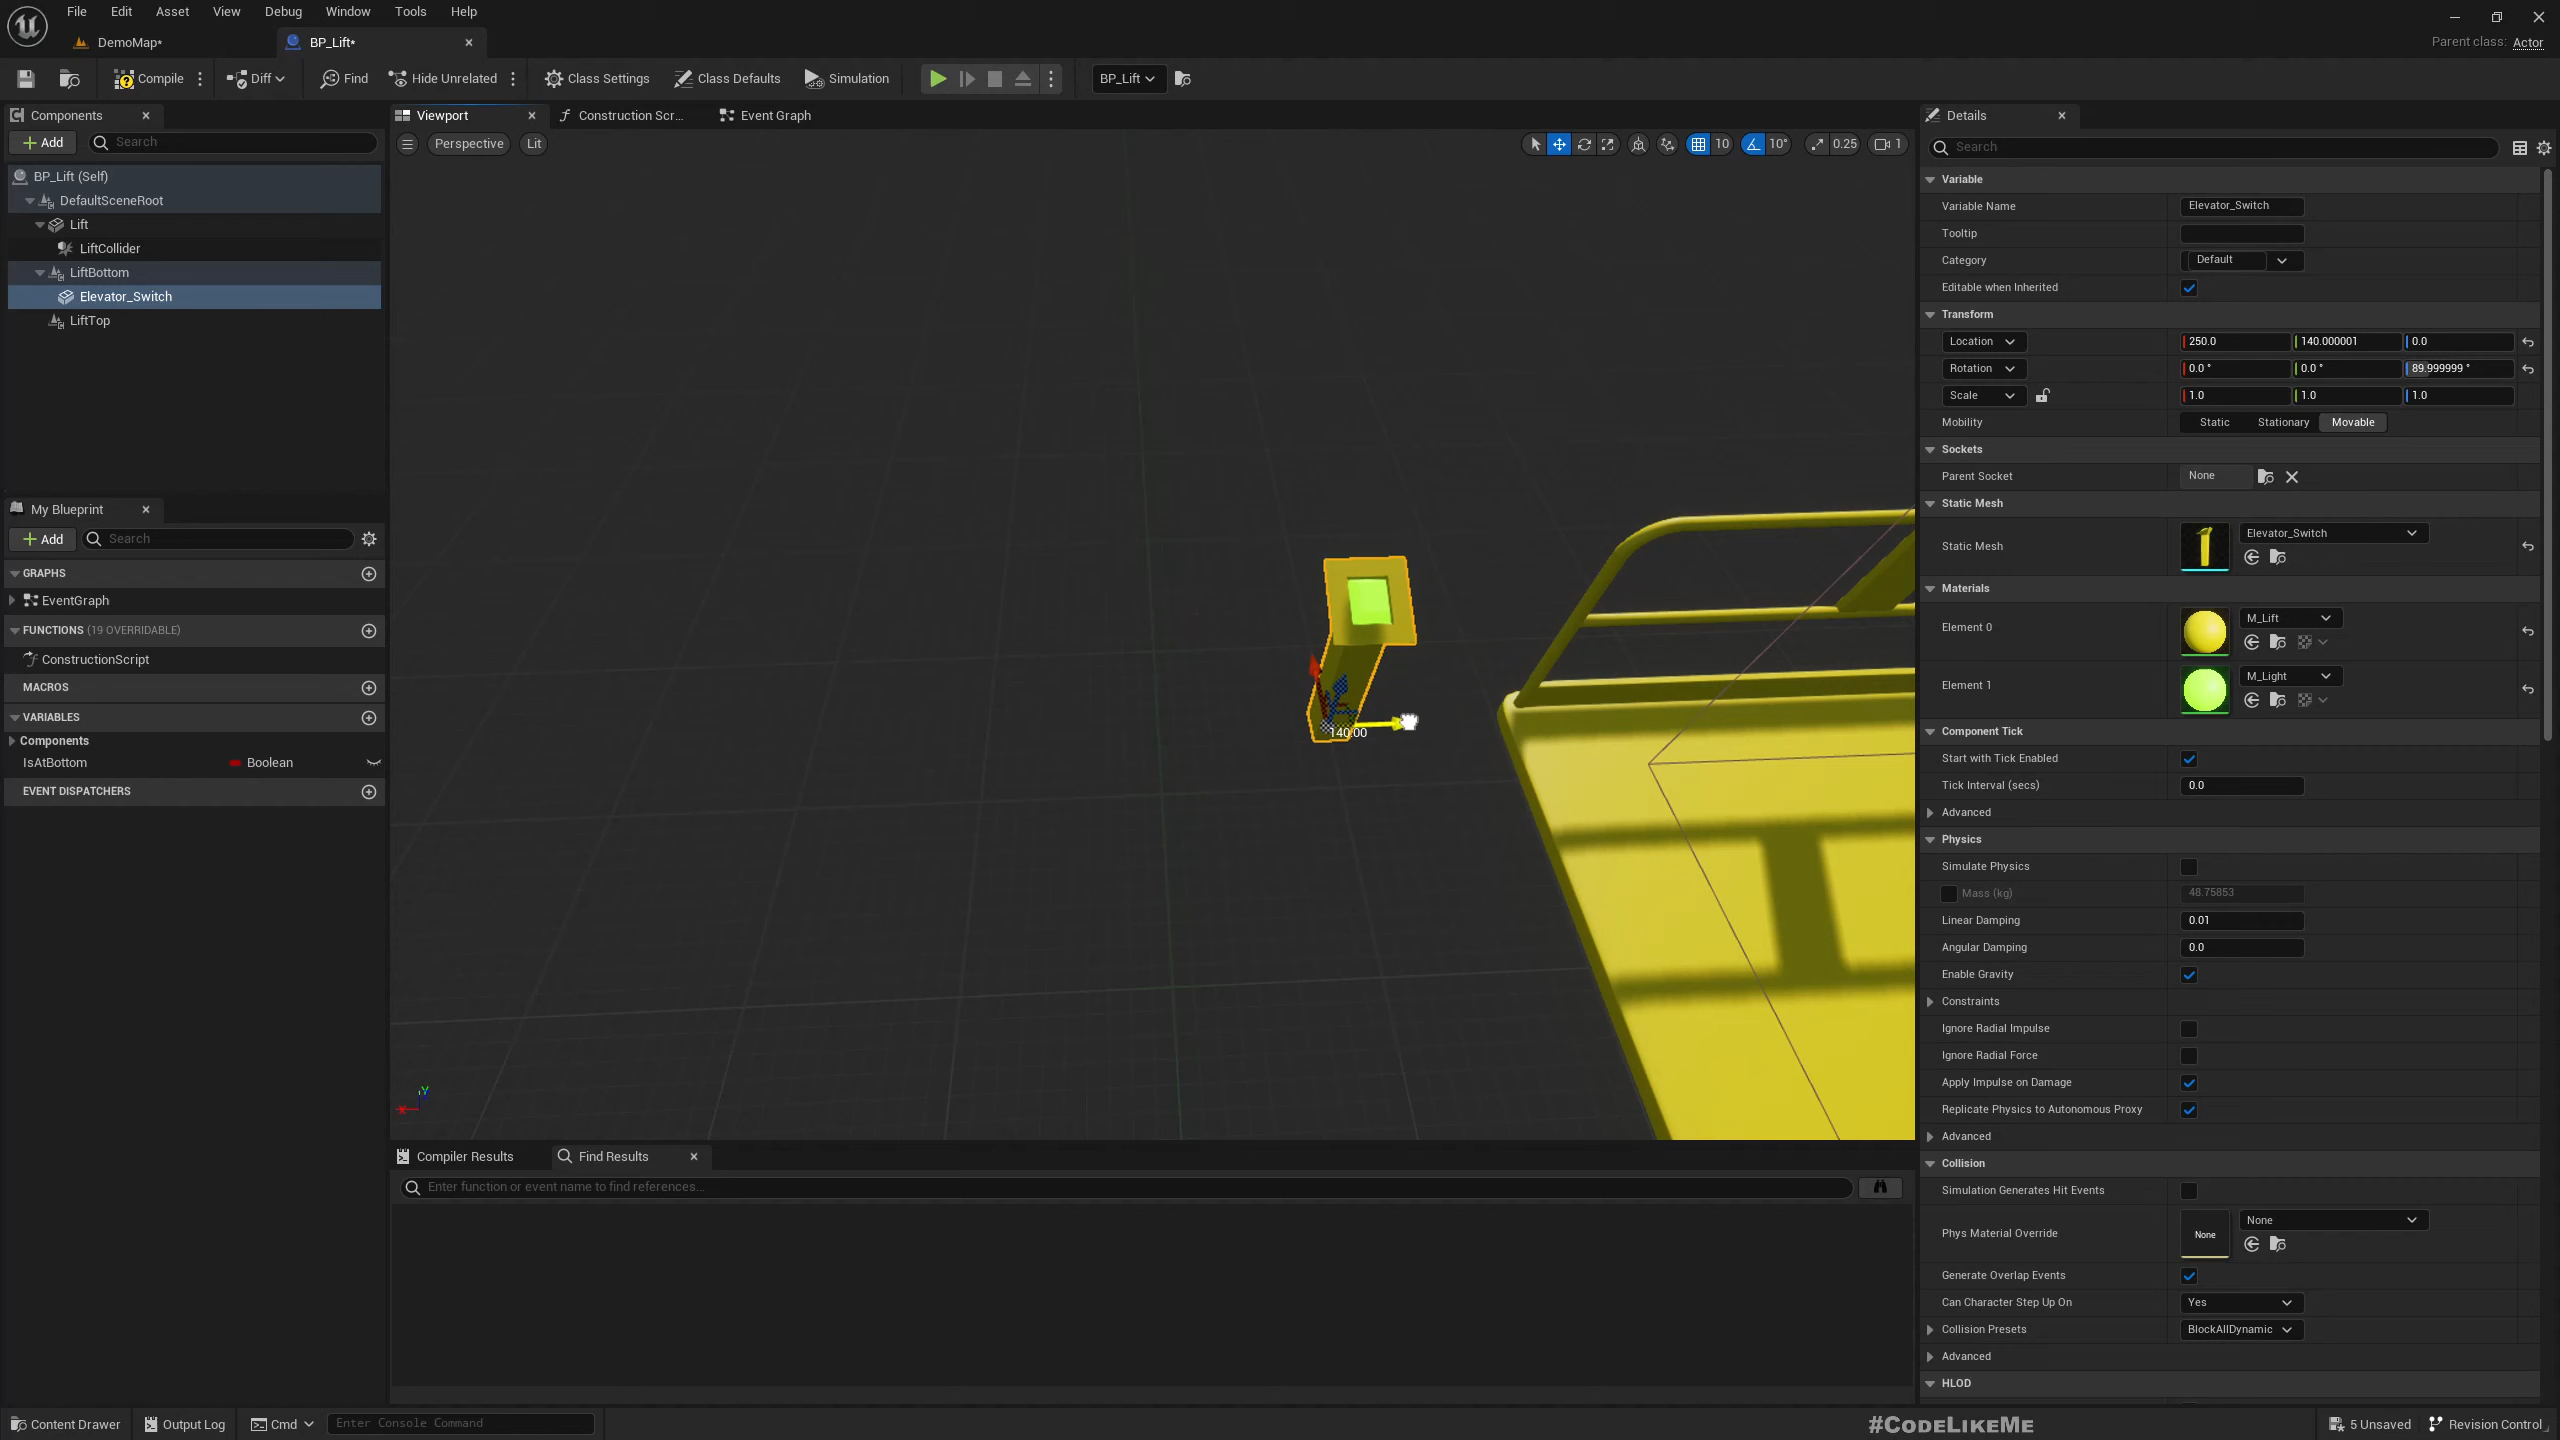 File Edit Asset View Debug Window Tools Help
DemoMap* BP_Lift*
Parent class: Actor
Compile Diff Find Hide Unrelated Class Settings Class Defaults Simulation BP_Lift
Components
Add Search
BP_Lift (Self)
DefaultSceneRoot
Lift
LiftCollider
LiftBottom
Elevator_Switch
LiftTop
My Blueprint
Add Search
GRAPHS
EventGraph
FUNCTIONS (19 OVERRIDABLE)
ConstructionScript
MACROS
VARIABLES
Components
IsAtBottom Boolean
EVENT DISPATCHERS
Viewport Construction Scr... Event Graph
Perspective Lit
10 10° 0.25 1
140.00
X Y
Compiler Results Find Results
Enter function or event name to find references...
Details
Search
Variable
Variable Name Elevator_Switch
Tooltip
Category Default
Editable when Inherited
Transform
Location 250.0 140.000001 0.0
Rotation 0.0 ° 0.0 ° 89.999999 °
Scale 1.0 1.0 1.0
Mobility Static Stationary Movable
Sockets
Parent Socket None
Static Mesh
Static Mesh Elevator_Switch
Materials
Element 0 M_Lift
Element 1 M_Light
Component Tick
Start with Tick Enabled
Tick Interval (secs) 0.0
Advanced
Physics
Simulate Physics
Mass (kg) 48.75853
Linear Damping 0.01
Angular Damping 0.0
Enable Gravity
Constraints
Ignore Radial Impulse
Ignore Radial Force
Apply Impulse on Damage
Replicate Physics to Autonomous Proxy
Advanced
Collision
Simulation Generates Hit Events
Phys Material Override None None
Generate Overlap Events
Can Character Step Up On Yes
Collision Presets BlockAllDynamic
Advanced
HLOD
Content Drawer Output Log Cmd Enter Console Command
#CodeLikeMe
5 Unsaved Revision Control